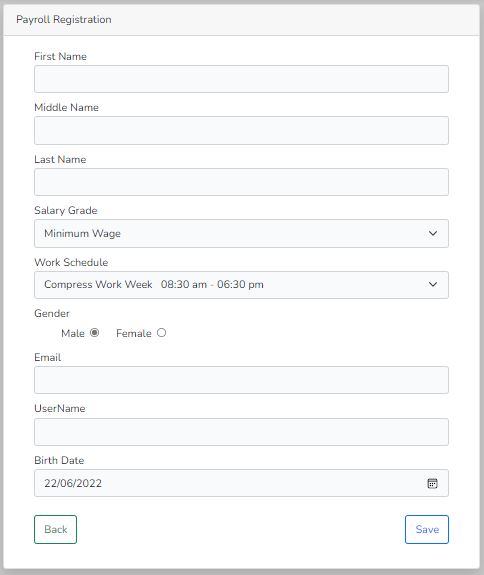 Payroll Registration
First Name
Middle Name
Last Name
Salary Grade
Minimum Wage
Work Schedule
Compress Work Week 08:30 am - 06:30 pm
Gender
Male Female
Email
UserName
Birth Date
22/06/2022
Back Save